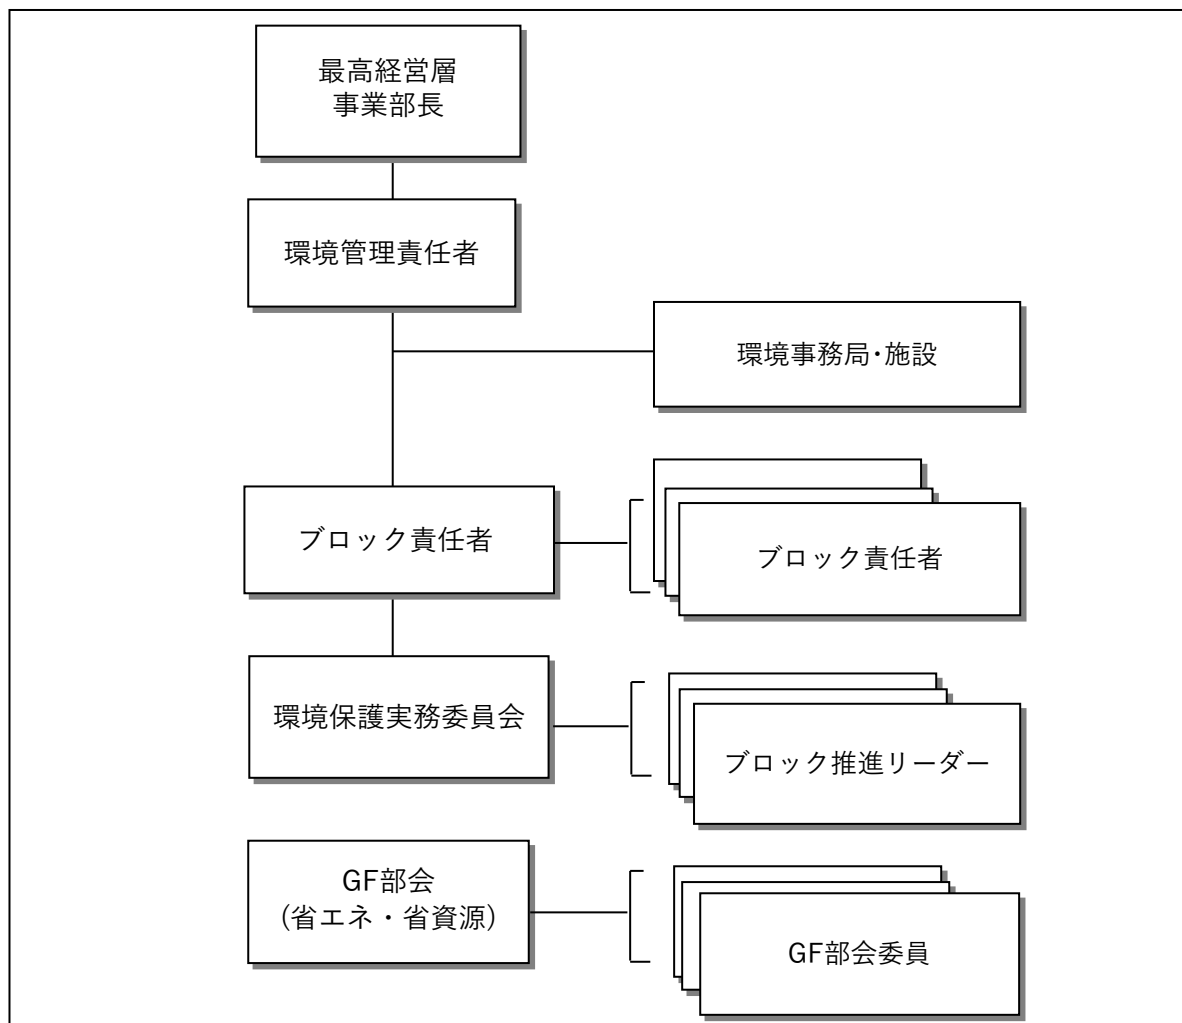 最高経営層
事業部長
環境管理責任者
環境事務局･施設
ブロック責任者
ブロック責任者
環境保護実務委員会
ブロック推進リーダー
GF部会
(省エネ・省資源)
GF部会委員